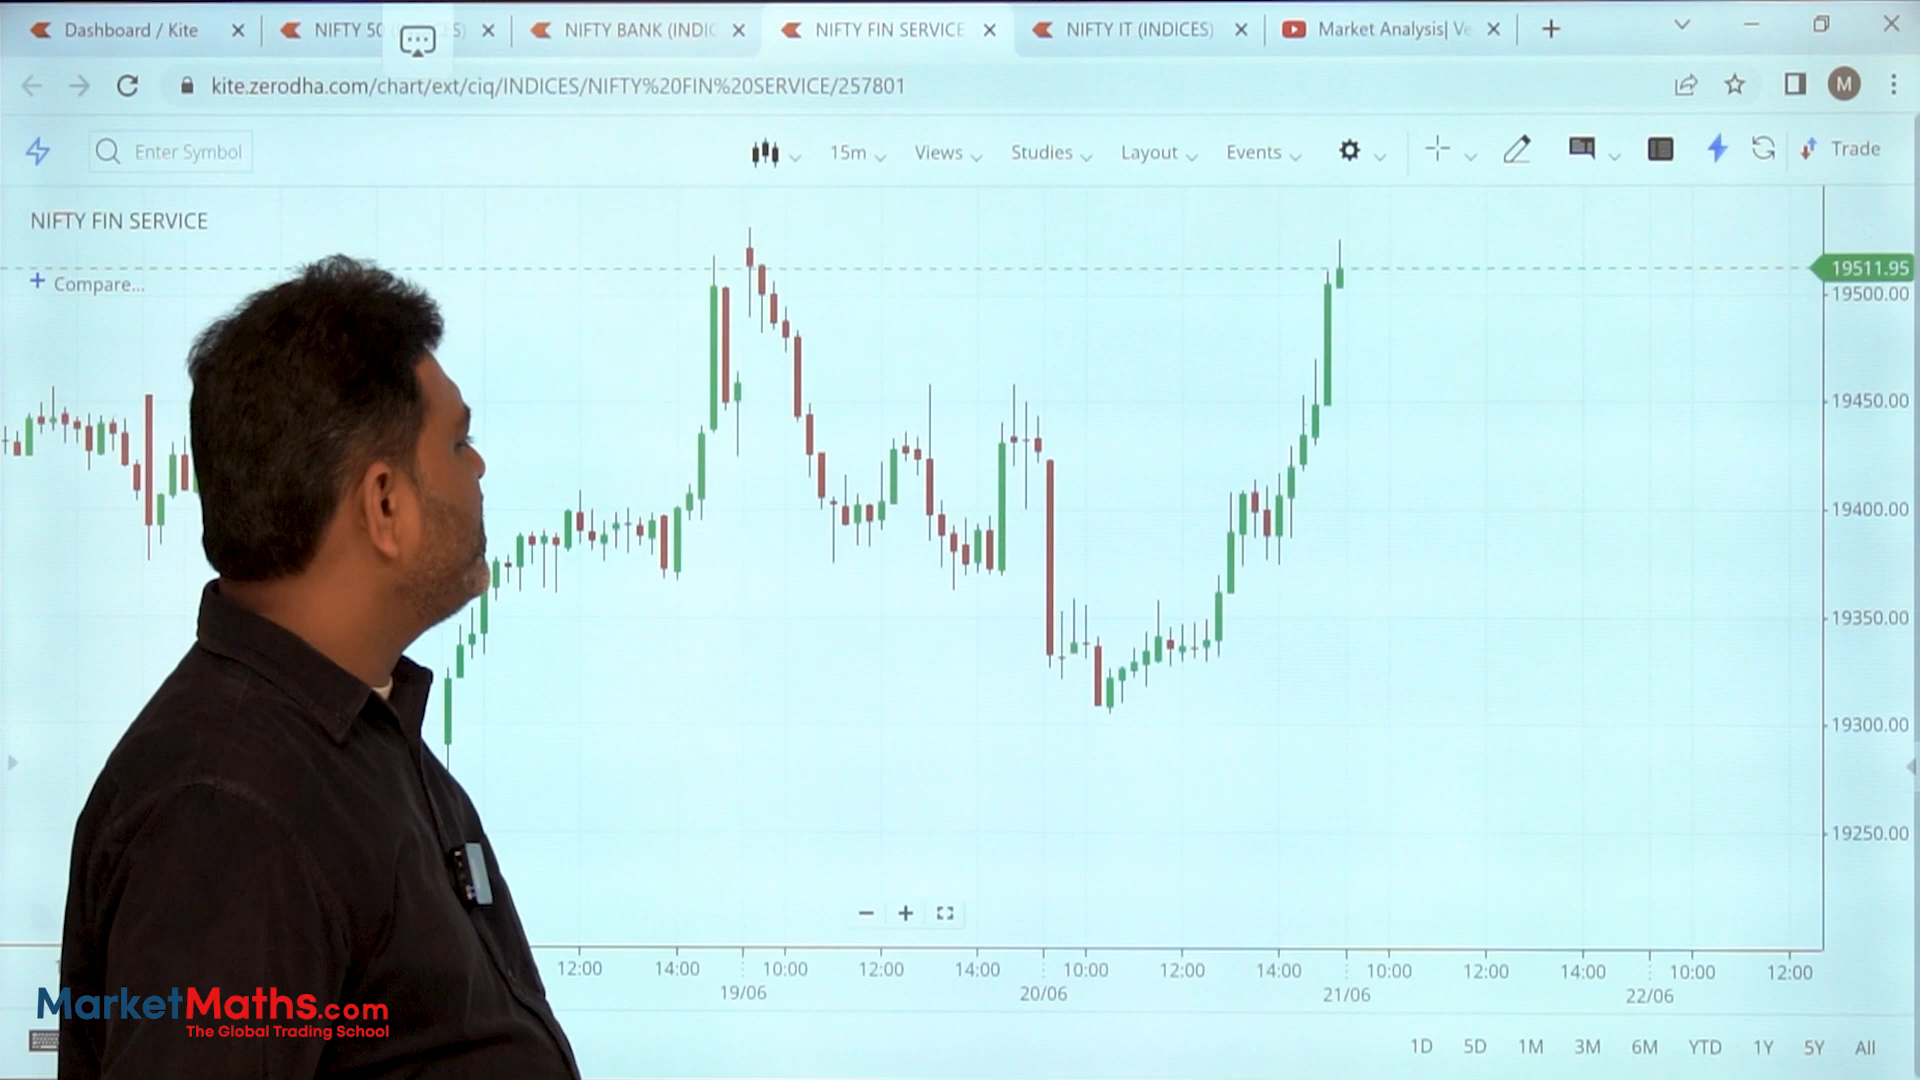 Dashboard / Kite
NIFTY 50
NIFTY BANK (INDIC
NIFTY FIN SERVICE
NIFTY IT (INDICES)
Market Analysis| Ve
kite.zerodha.com/chart/ext/ciq/INDICES/NIFTY%20FIN%20SERVICE/257801
M
Enter Symbol
15m
Views
Studies
Layout
Events
Trade
NIFTY FIN SERVICE
Compare...
19511.95
19500.00
19450.00
19400.00
19350.00
19300.00
19250.00
12:00 14:00 10:00 12:00 14:00 10:00 12:00 14:00 10:00 12:00 14:00 10:00 12:00
19/06 20/06 21/06 22/06
MarketMaths.com
The Global Trading School
1D 5D 1M 3M 6M YTD 1Y 5Y All